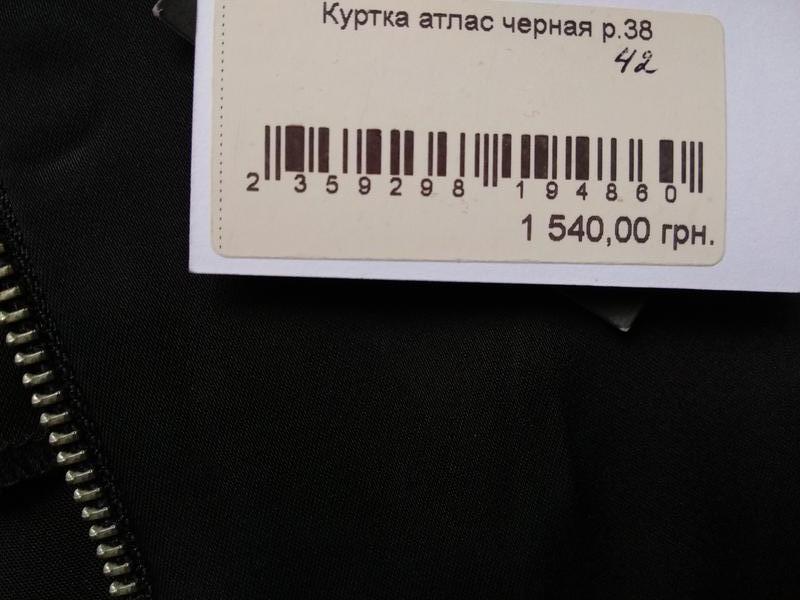 Куртка атлас черная р.38
42
2 359298 194860
1 540,00 грн.